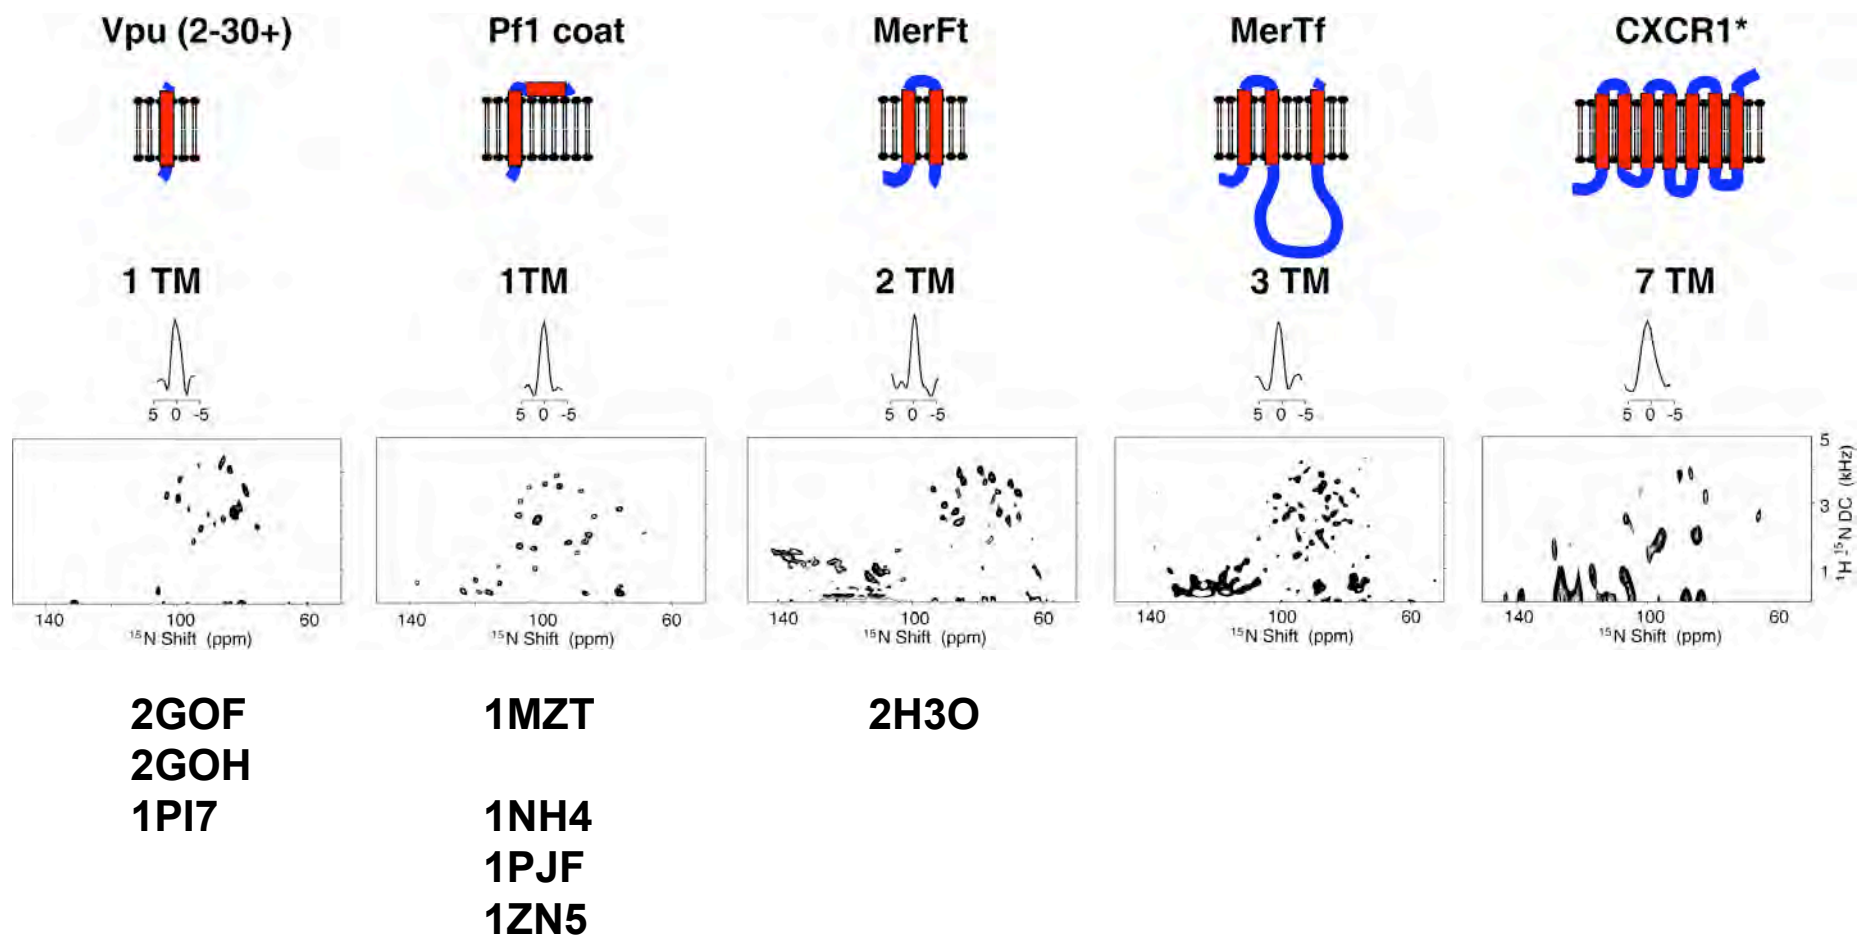 Vpu (2-30+) Pf1 coat MerFt MerTf CXCR1*
1 TM 1TM 2 TM 3 TM 7 TM
5 0 -5 5 0 -5 5 0 -5 5 0 -5 5 0 -5
5
3
1
¹H ¹⁵N DC (kHz)
140 100 60 140 100 60 140 100 60 140 100 60 140 100 60
¹⁵N Shift (ppm) ¹⁵N Shift (ppm) ¹⁵N Shift (ppm) ¹⁵N Shift (ppm) ¹⁵N Shift (ppm)
2GOF 1MZT 2H3O
2GOH
1PI7 1NH4
1PJF
1ZN5